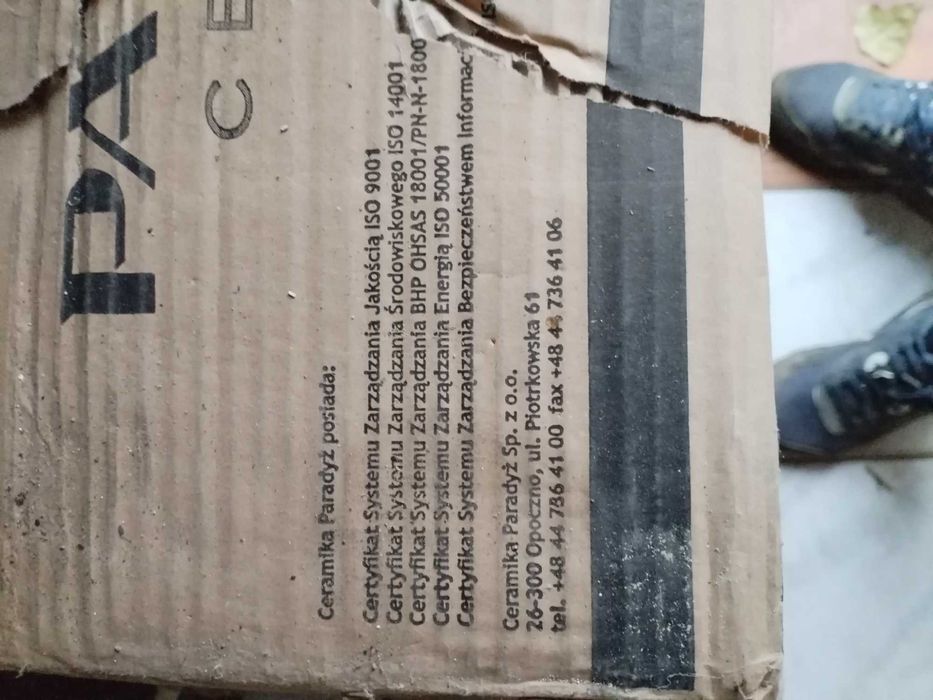 PA
C E
Ceramika Paradyż posiada:
Certyfikat Systemu Zarządzania Jakością ISO 9001
Certyfikat Systemu Zarządzania Środowiskowego ISO 14001
Certyfikat Systemu Zarządzania BHP OHSAS 18001/PN-N-1800
Certyfikat Systemu Zarządzania Energią ISO 50001
Certyfikat Systemu Zarządzania Bezpieczeństwem Informac
Ceramika Paradyż Sp. z o.o.
26-300 Opoczno, ul. Piotrkowska 61
tel. +48 44 736 41 00 fax +48 44 736 41 06